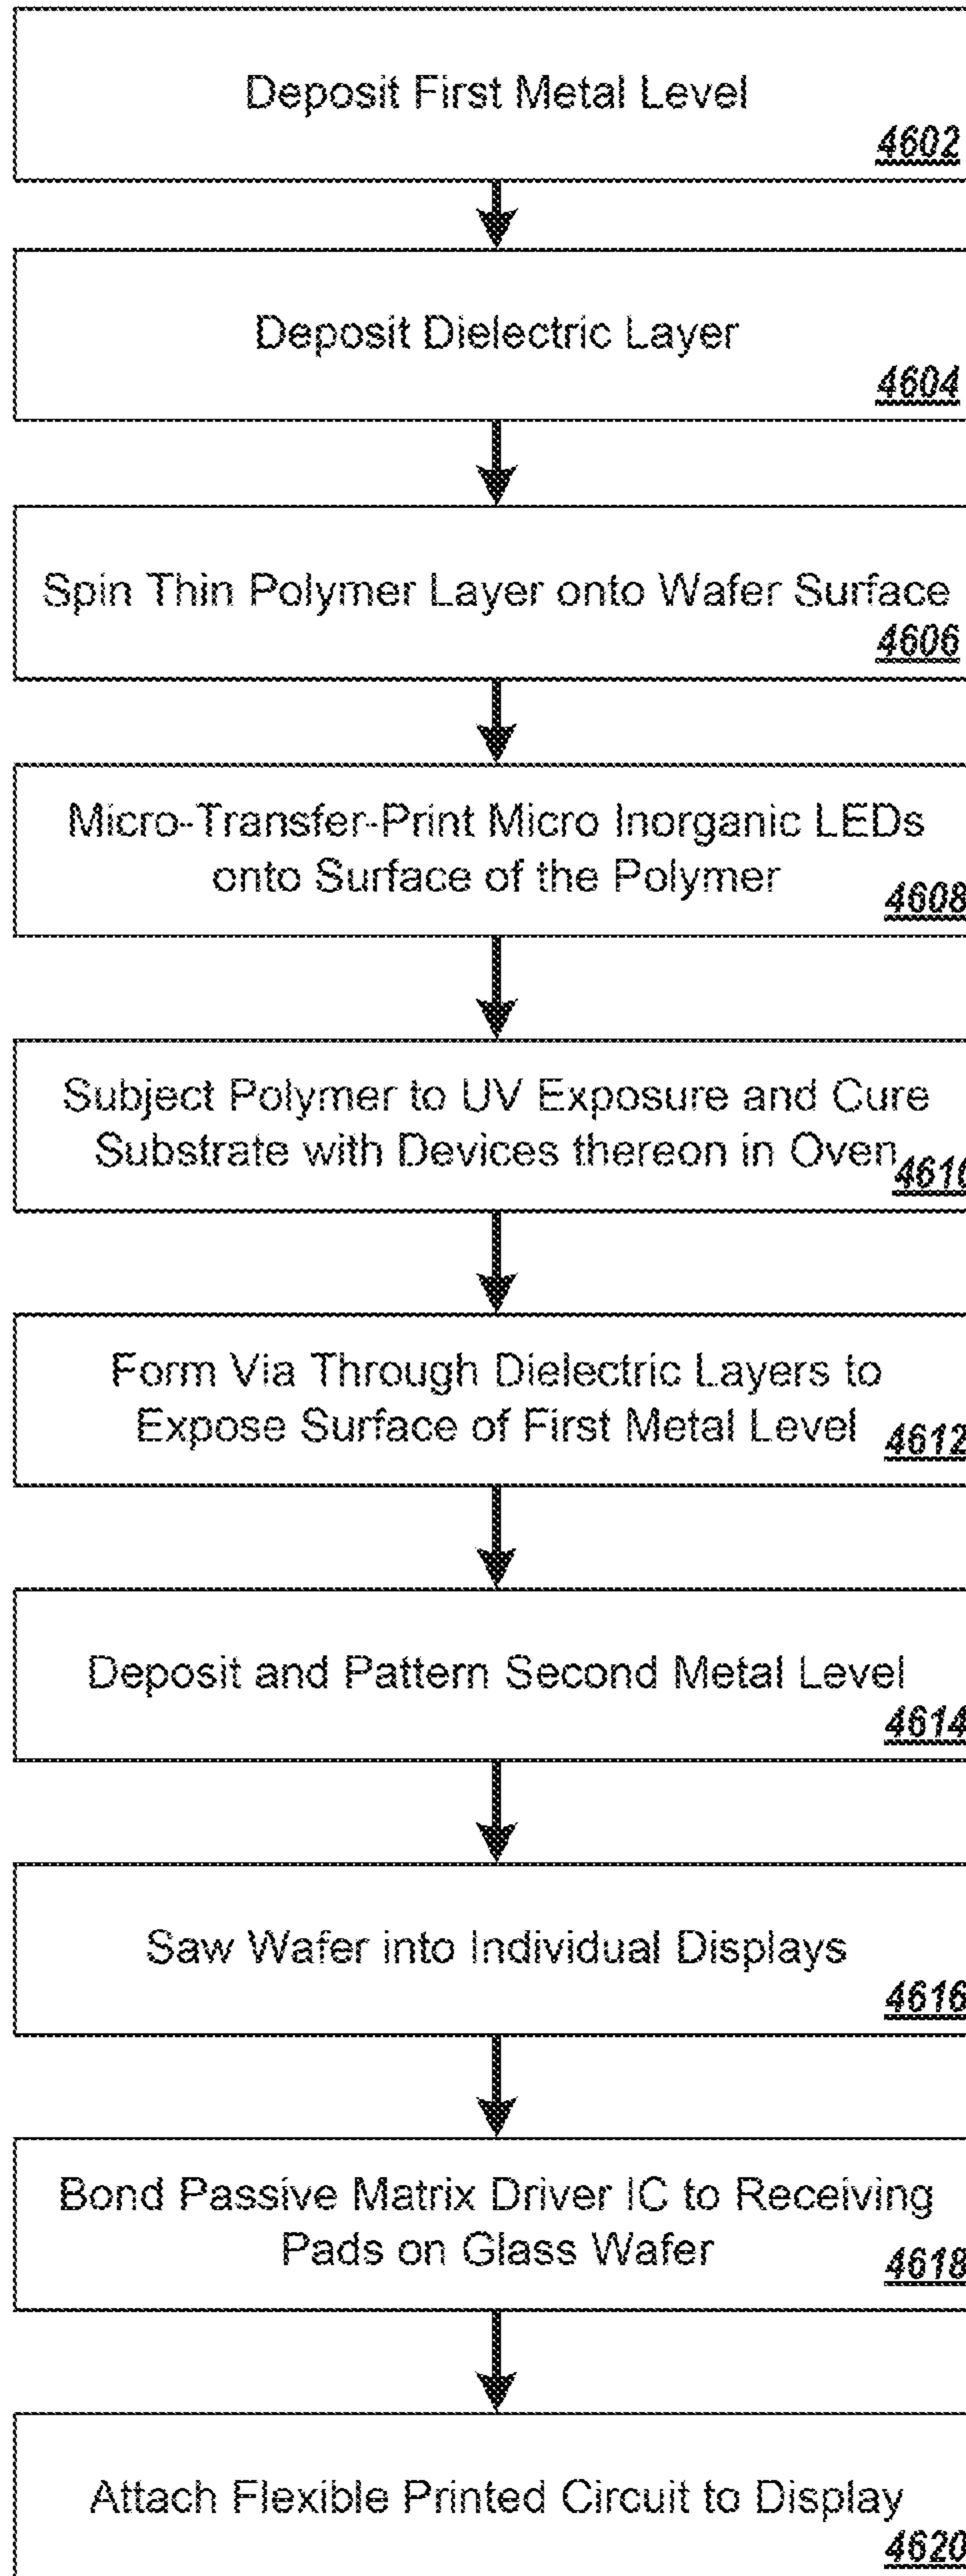 Deposit First Metal Level
4602
Deposit Dielectric Layer
4604
Spin Thin Polymer Layer onto Wafer Surface
4606
Micro-Transfer-Print Micro Inorganic LEDs
onto Surface of the Polymer
4608
Subject Polymer to UV Exposure and Cure
Substrate with Devices thereon in Oven
4610
Form Via Through Dielectric Layers to
Expose Surface of First Metal Level
4612
Deposit and Pattern Second Metal Level
4614
Saw Wafer into Individual Displays
4616
Bond Passive Matrix Driver IC to Receiving
Pads on Glass Wafer
4618
Attach Flexible Printed Circuit to Display
4620